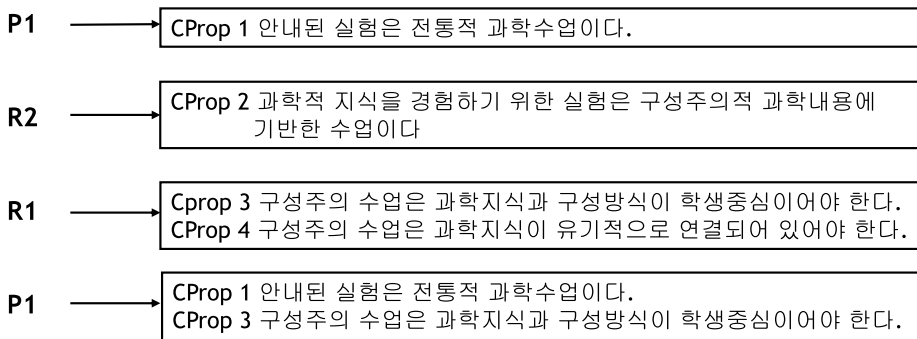 P1
CProp 1 안내된 실험은 전통적 과학수업이다.
R2
CProp 2 과학적 지식을 경험하기 위한 실험은 구성주의적 과학내용에
기반한 수업이다
R1
Cprop 3 구성주의 수업은 과학지식과 구성방식이 학생중심이어야 한다.
CProp 4 구성주의 수업은 과학지식이 유기적으로 연결되어 있어야 한다.
P1
CProp 1 안내된 실험은 전통적 과학수업이다.
CProp 3 구성주의 수업은 과학지식과 구성방식이 학생중심이어야 한다.